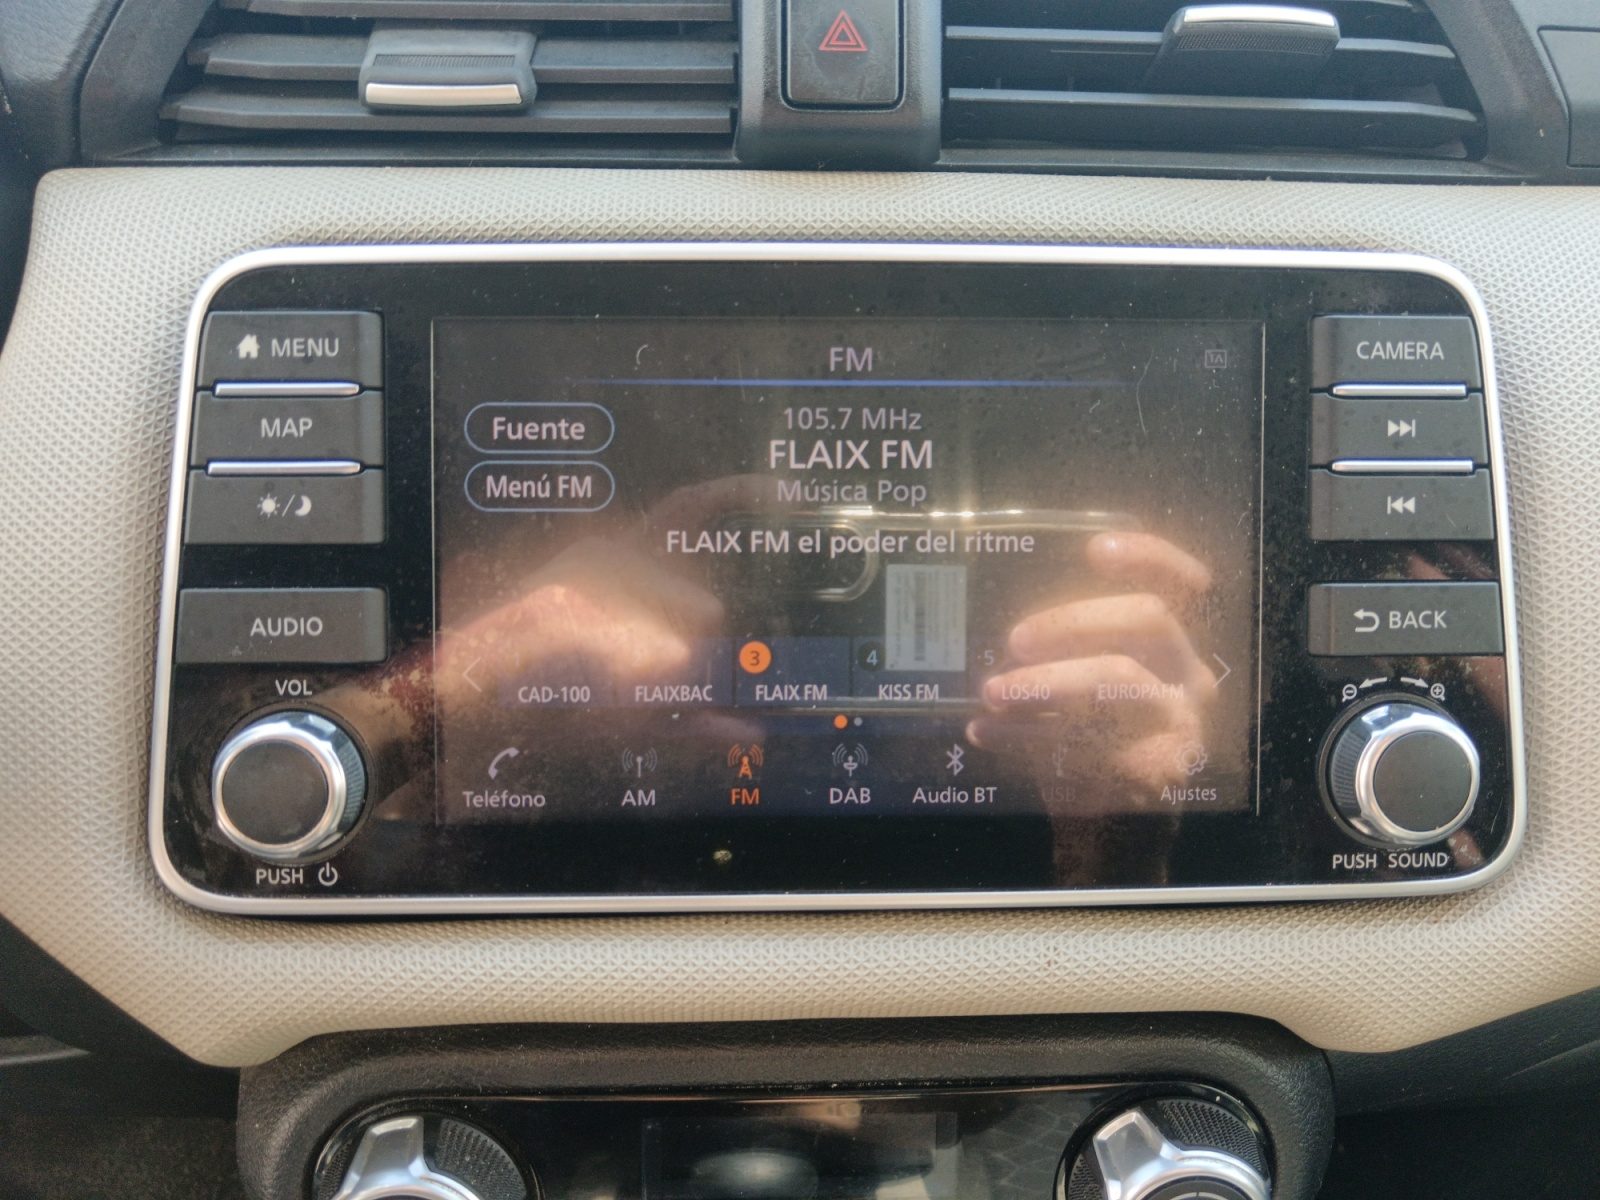 MENU
MAP
AUDIO
VOL
PUSH
FM
105.7 MHz
Fuente
FLAIX FM
Menú FM
Música Pop
FLAIX FM el poder del ritme
3
4
5
CAD-100
FLAIXBAC
FLAIX FM
KISS FM
LOS40
EUROPAFM
Teléfono
AM
FM
DAB
Audio BT
USB
Ajustes
CAMERA
BACK
PUSH SOUND